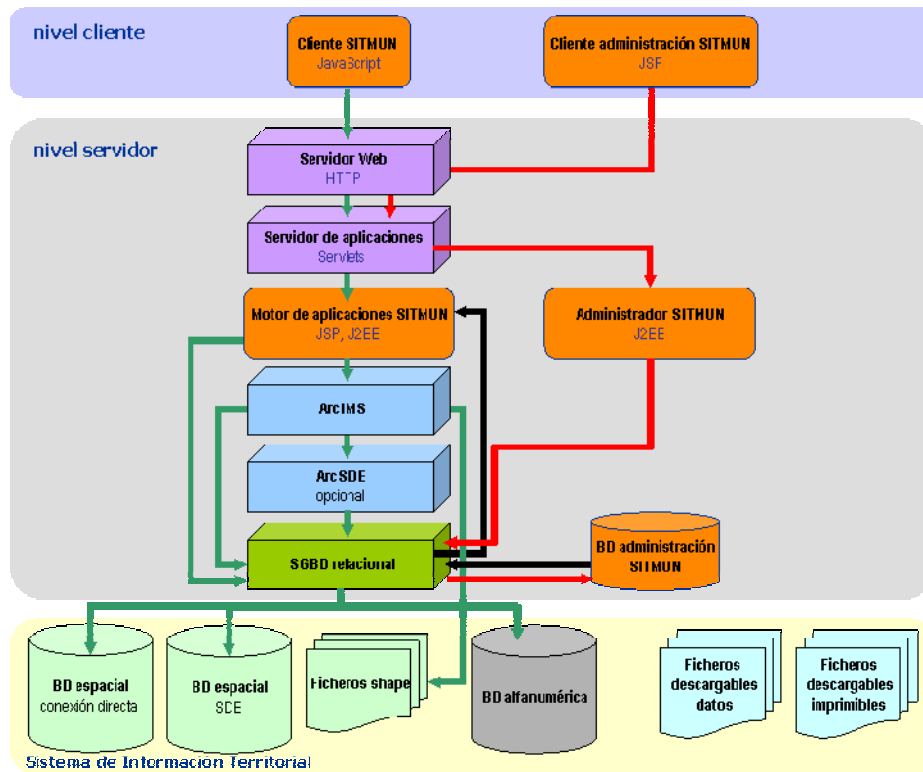 nivel cliente
Cliente SITMUN
JavaScript
Cliente administración SITMUN
JSF
nivel servidor
Servidor Web
HTTP
Servidor de aplicaciones
Servlets
Motor de aplicaciones SITMUN
JSP, J2EE
Administrador SITMUN
J2EE
ArcIMS
ArcSDE
opcional
SGBD relacional
BD administración
SITMUN
BD espacial
conexión directa
BD espacial
SDE
Ficheros shape
BD alfanumérica
Ficheros
descargables
datos
Ficheros
descargables
imprimibles
Sistema de Información Territorial